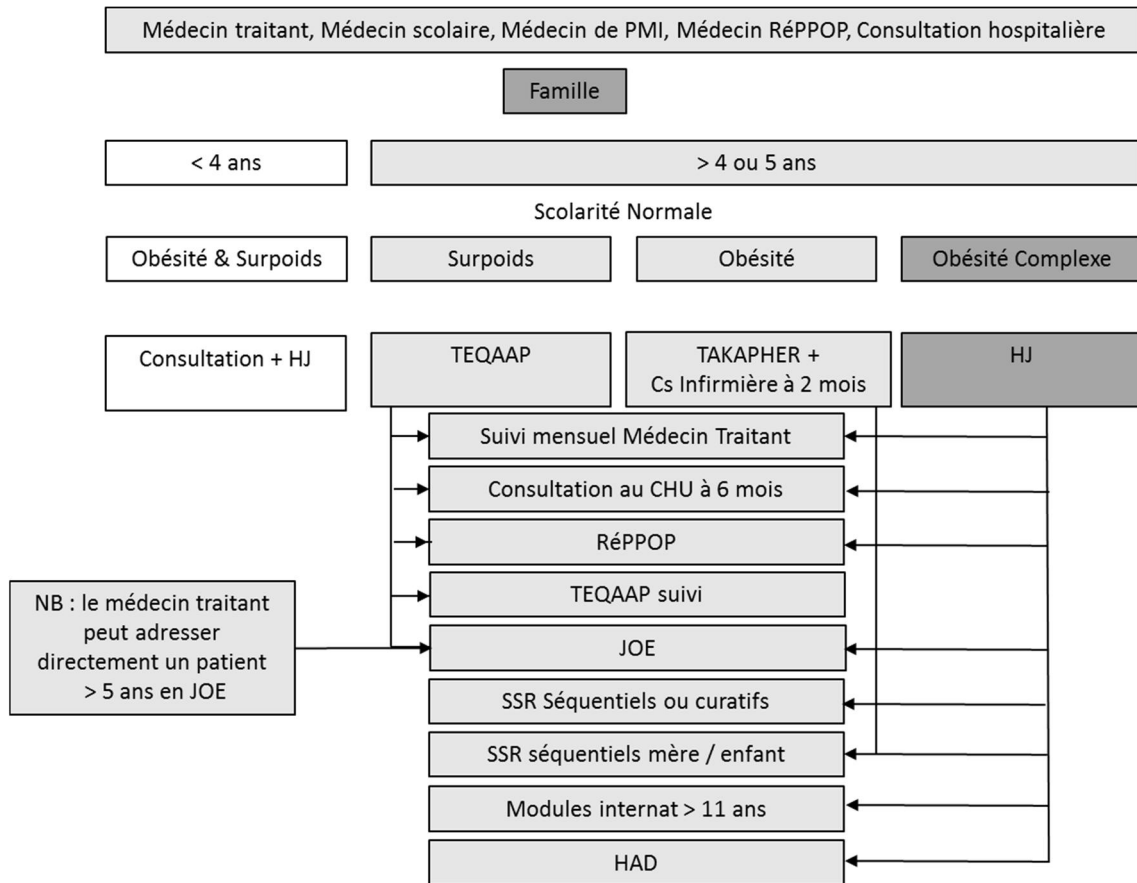 Médecin traitant, Médecin scolaire, Médecin de PMI, Médecin RéPPOP, Consultation hospitalière
Famille
< 4 ans
> 4 ou 5 ans
Scolarité Normale
Obésité & Surpoids
Surpoids
Obésité
Obésité Complexe
Consultation + HJ
TEQAAP
TAKAPHER +
Cs Infirmière à 2 mois
HJ
Suivi mensuel Médecin Traitant
Consultation au CHU à 6 mois
RéPPOP
TEQAAP suivi
NB : le médecin traitant
peut adresser
directement un patient
> 5 ans en JOE
JOE
SSR Séquentiels ou curatifs
SSR séquentiels mère / enfant
Modules internat > 11 ans
HAD